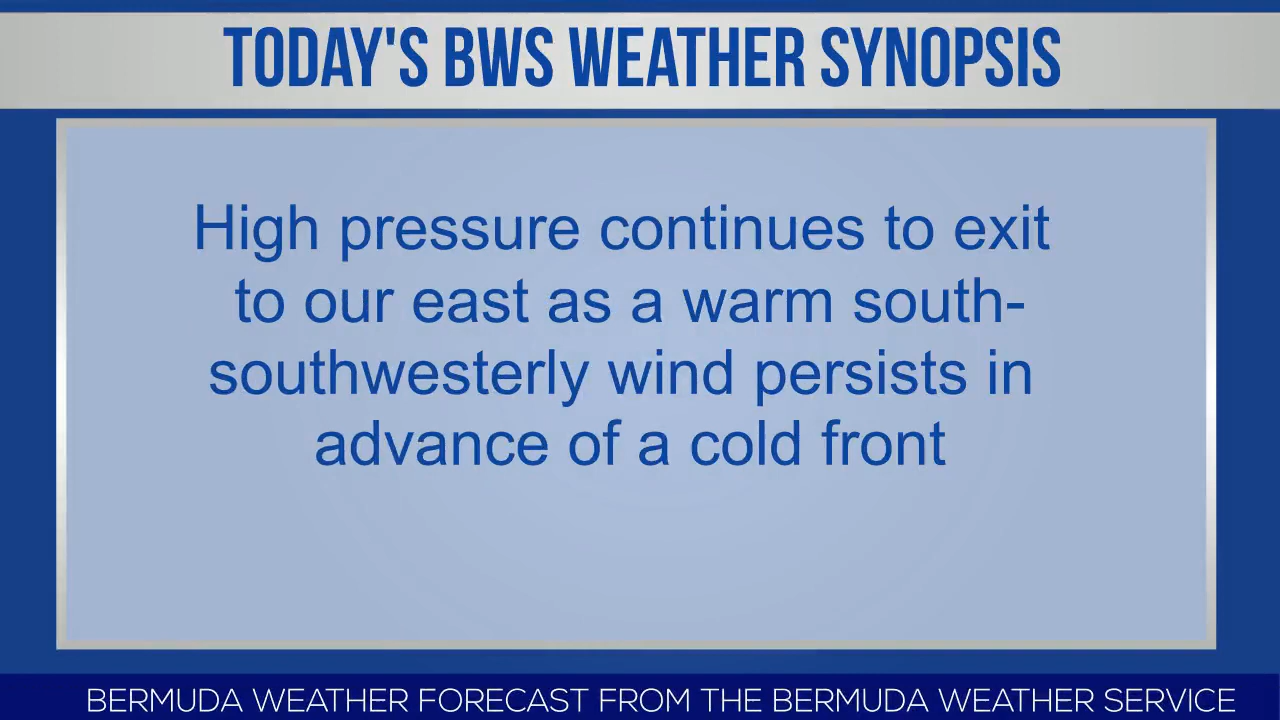 TODAY'S BWS WEATHER SYNOPSIS
High pressure continues to exit
to our east as a warm south-
southwesterly wind persists in
advance of a cold front
BERMUDA WEATHER FORECAST FROM THE BERMUDA WEATHER SERVICE